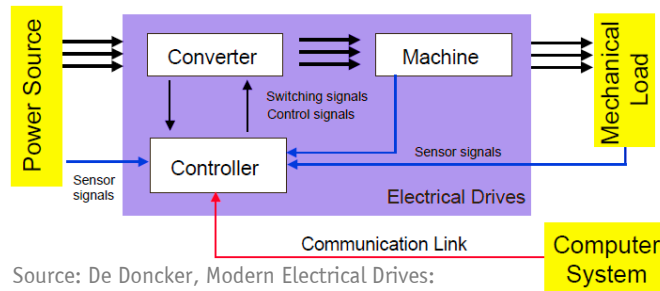 Power Source
Converter
Machine
Mechanical
Load
Switching signals
Control signals
Controller
Sensor signals
Sensor
signals
Electrical Drives
Communication Link
Computer
System
Source: De Doncker, Modern Electrical Drives: